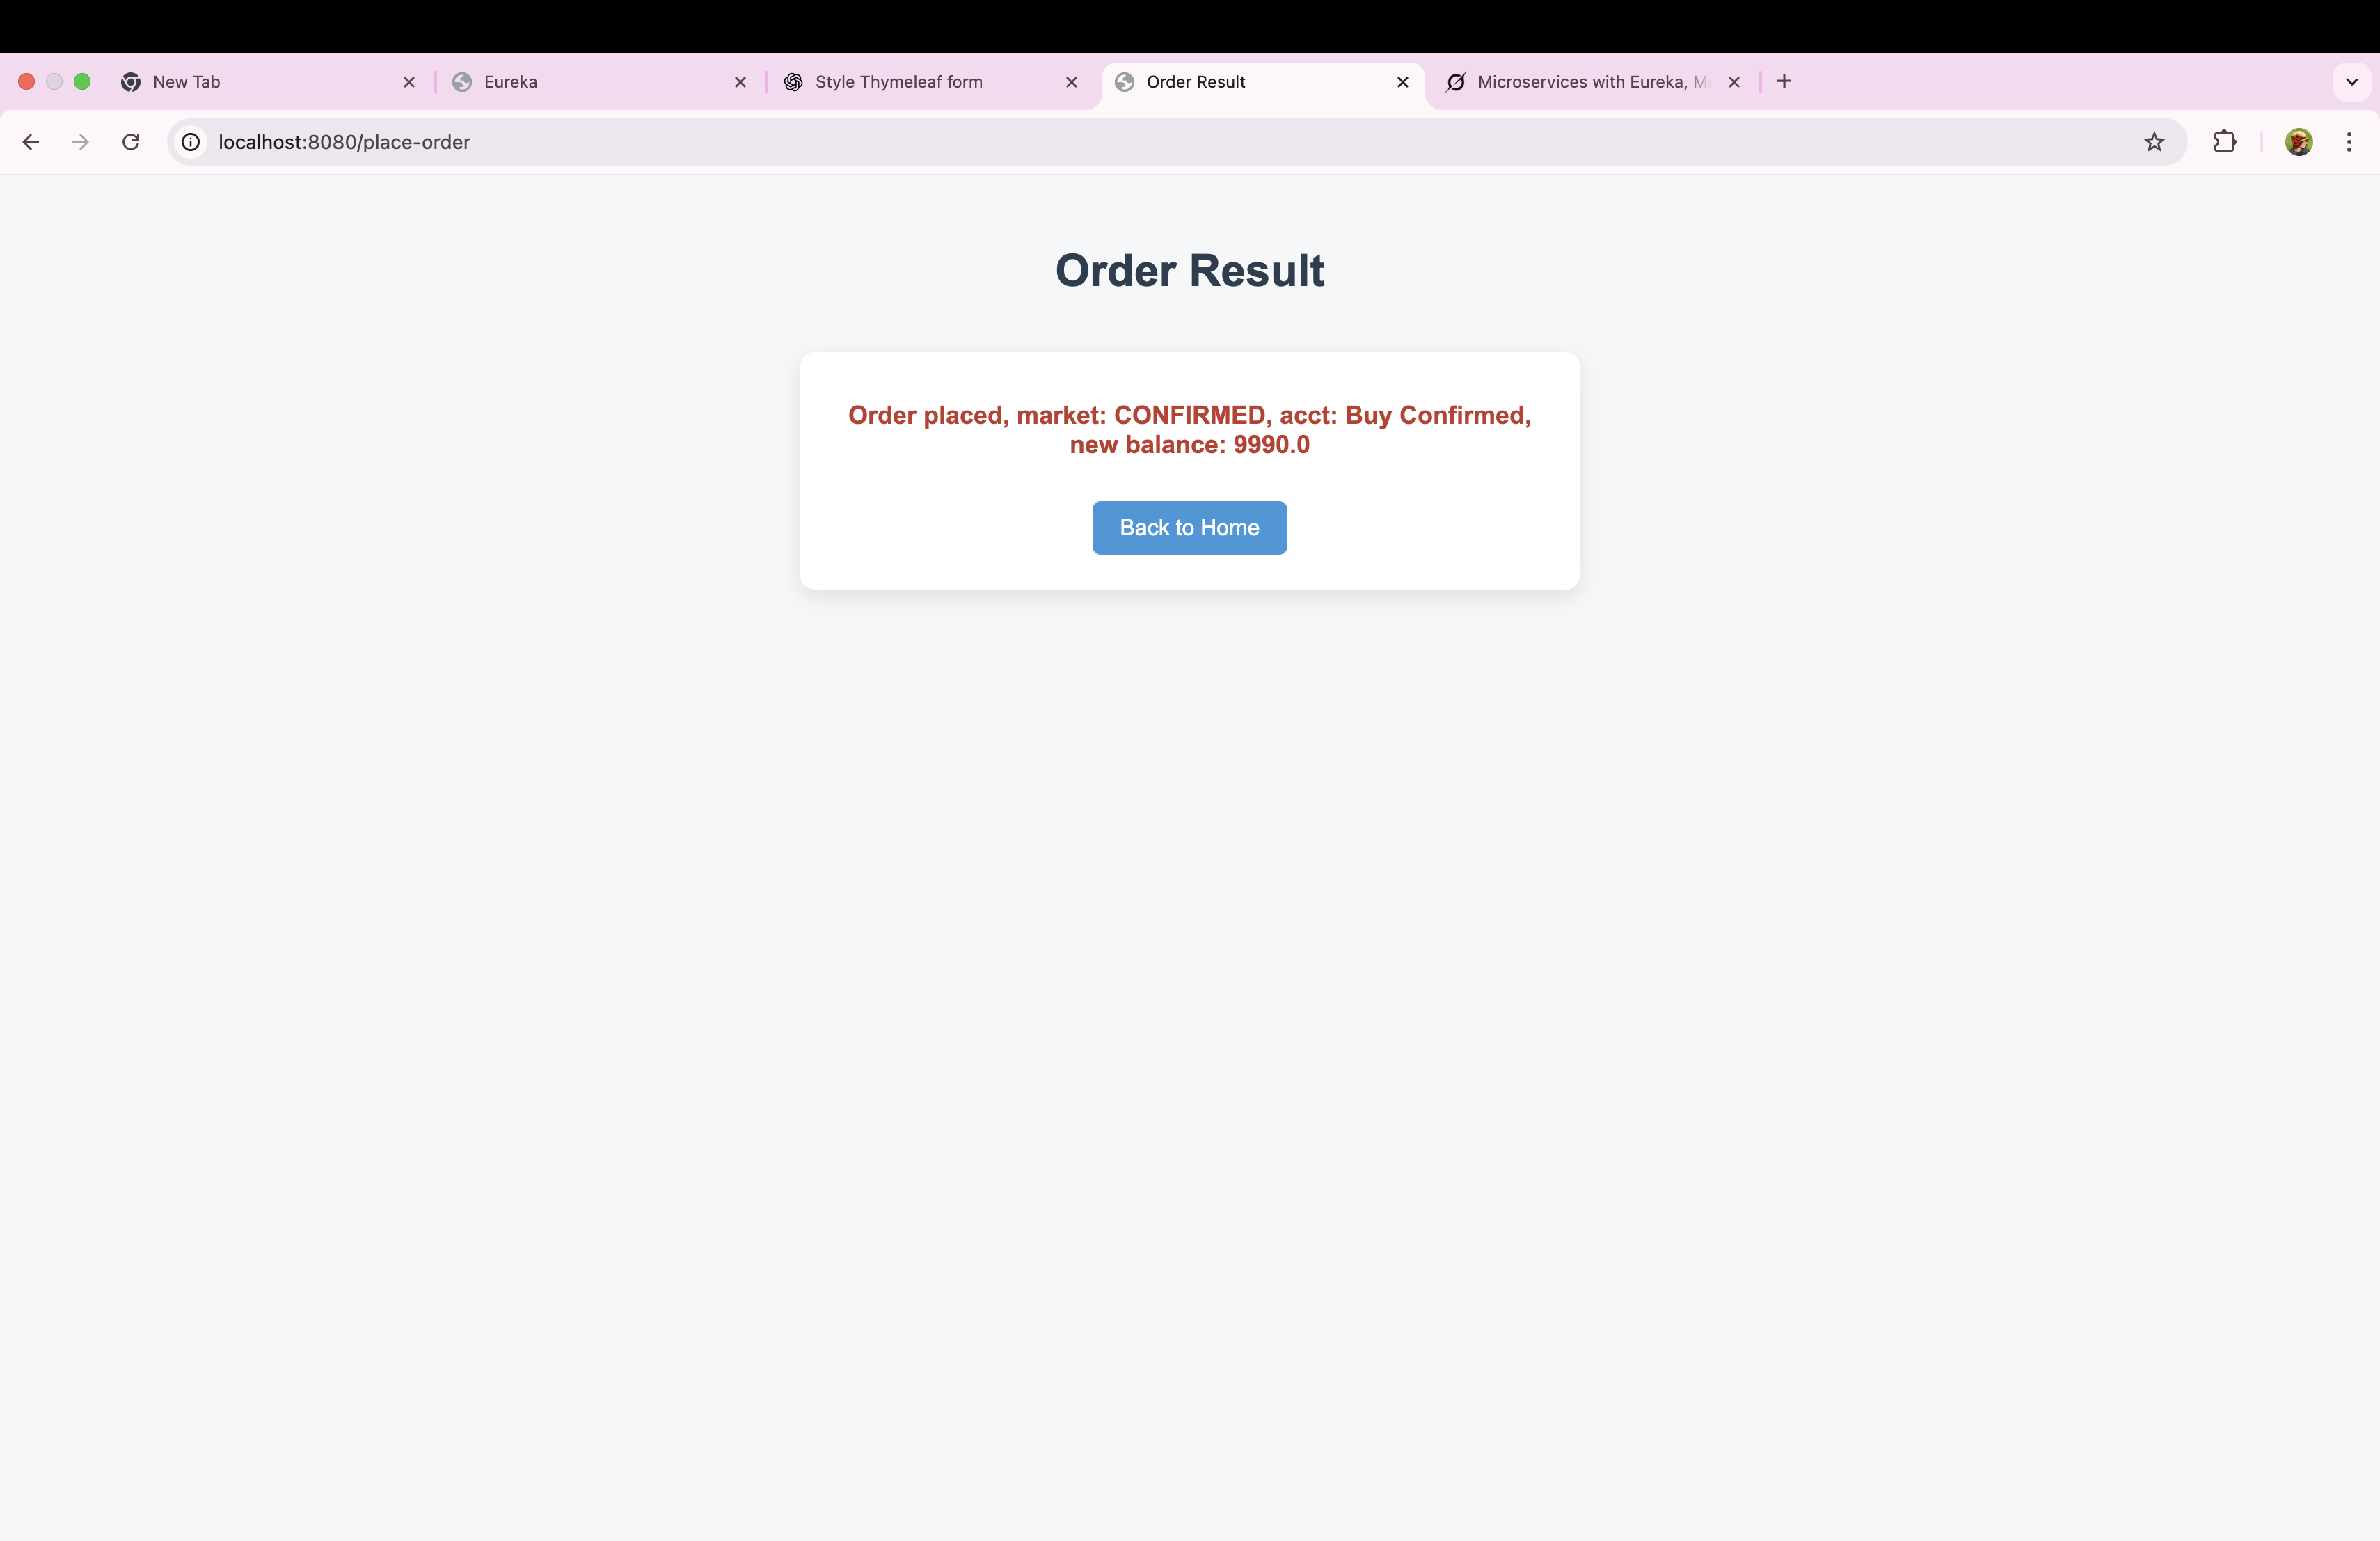 New Tab
Eureka
Style Thymeleaf form
Order Result
Microservices with Eureka,
localhost:8080/place-order
Order Result
Order placed, market: CONFIRMED, acct: Buy Confirmed,
new balance: 9990.0
Back to Home